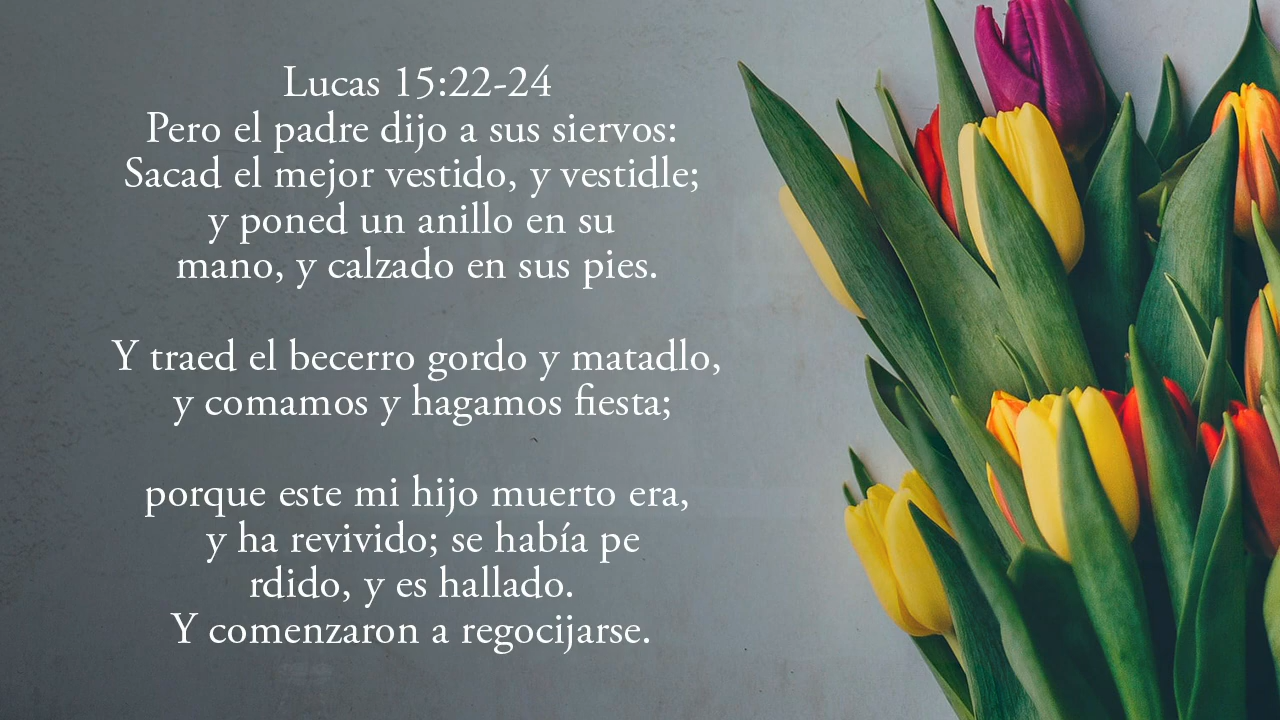 Lucas 15:22-24
Pero el padre dijo a sus siervos:
Sacad el mejor vestido, y vestidle;
y poned un anillo en su
mano, y calzado en sus pies.
Y traed el becerro gordo y matadlo,
y comamos y hagamos fiesta;
porque este mi hijo muerto era,
y ha revivido; se había pe
rdido, y es hallado.
Y comenzaron a regocijarse.